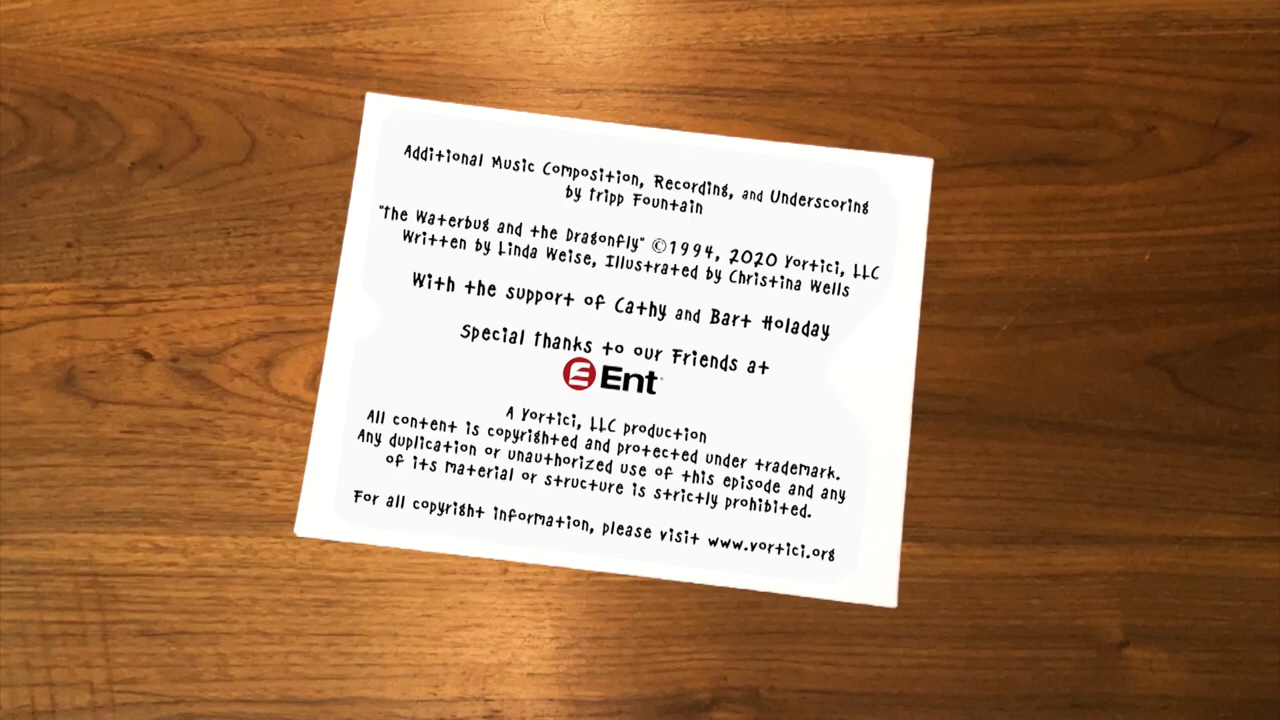 Additional Music Composition, Recording, and Underscoring
by Tripp Fountain
"The Waterbug and the Dragonfly" ©1994, 2020 Vortici, LLC
Written by Linda Weise, Illustrated by Christina Wells
With the support of Cathy and Bart Holaday
Special Thanks to our Friends at
Ent
A Vortici, LLC production
All content is copyrighted and protected under trademark.
Any duplication or unauthorized use of this episode and any
of its material or structure is strictly prohibited.
For all copyright information, please visit www.vortici.org